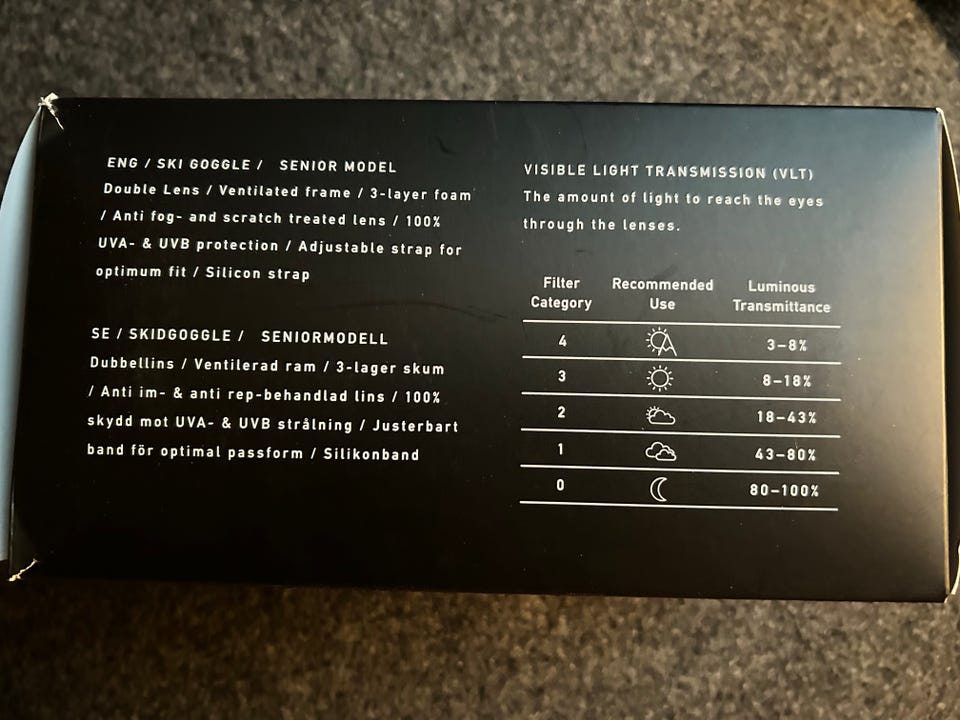 ENG / SKI GOGGLE / SENIOR MODEL
Double Lens / Ventilated frame / 3-layer foam
/ Anti fog- and scratch treated lens / 100%
UVA- & UVB protection / Adjustable strap for
optimum fit / Silicon strap
SE / SKIDGOGGLE / SENIORMODELL
Dubbellins / Ventilerad ram / 3-lager skum
/ Anti im- & anti rep-behandlad lins / 100%
skydd mot UVA- & UVB strålning / Justerbart
band för optimal passform / Silikonband
VISIBLE LIGHT TRANSMISSION (VLT)
The amount of light to reach the eyes
through the lenses.
Filter Recommended Luminous
Category Use Transmittance
4 3–8%
3 8–18%
2 18–43%
1 43–80%
0 80–100%